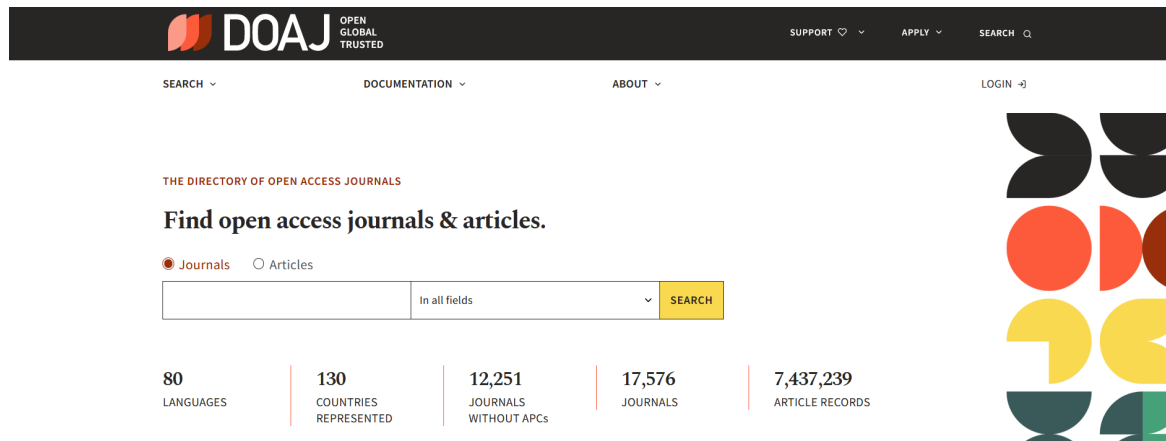 DOAJ
OPEN
GLOBAL
TRUSTED
SUPPORT
APPLY
SEARCH
SEARCH
DOCUMENTATION
ABOUT
LOGIN
THE DIRECTORY OF OPEN ACCESS JOURNALS
Find open access journals & articles.
Journals
Articles
In all fields
SEARCH
80
LANGUAGES
130
COUNTRIES
REPRESENTED
12,251
JOURNALS
WITHOUT APCs
17,576
JOURNALS
7,437,239
ARTICLE RECORDS